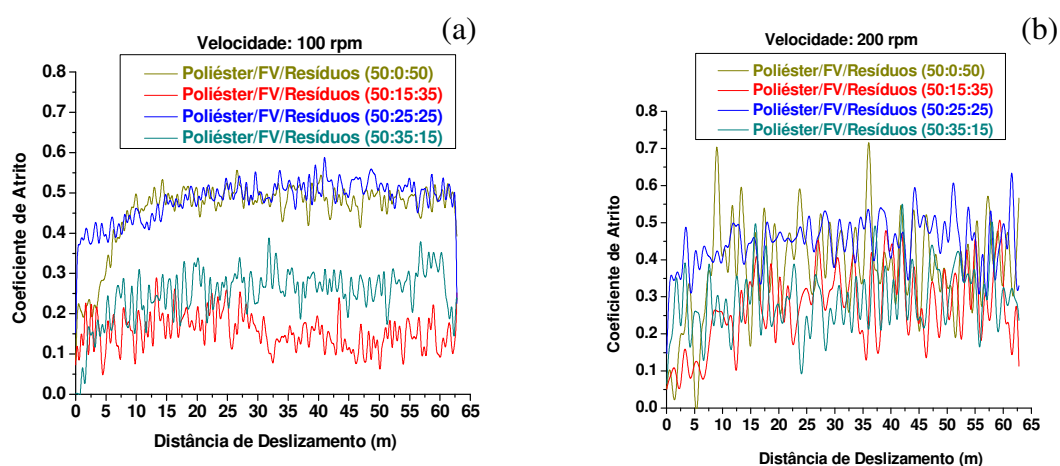 (a)
Velocidade: 100 rpm
Poliéster/FV/Resíduos (50:0:50)
Poliéster/FV/Resíduos (50:15:35)
Poliéster/FV/Resíduos (50:25:25)
Poliéster/FV/Resíduos (50:35:15)
Coeficiente de Atrito
0.8
0.7
0.6
0.5
0.4
0.3
0.2
0.1
0.0
0 5 10 15 20 25 30 35 40 45 50 55 60 65
Distância de Deslizamento (m)
(b)
Velocidade: 200 rpm
Poliéster/FV/Resíduos (50:0:50)
Poliéster/FV/Resíduos (50:15:35)
Poliéster/FV/Resíduos (50:25:25)
Poliéster/FV/Resíduos (50:35:15)
Coeficiente de Atrito
0.8
0.7
0.6
0.5
0.4
0.3
0.2
0.1
0.0
0 5 10 15 20 25 30 35 40 45 50 55 60 65
Distância de Deslizamento (m)